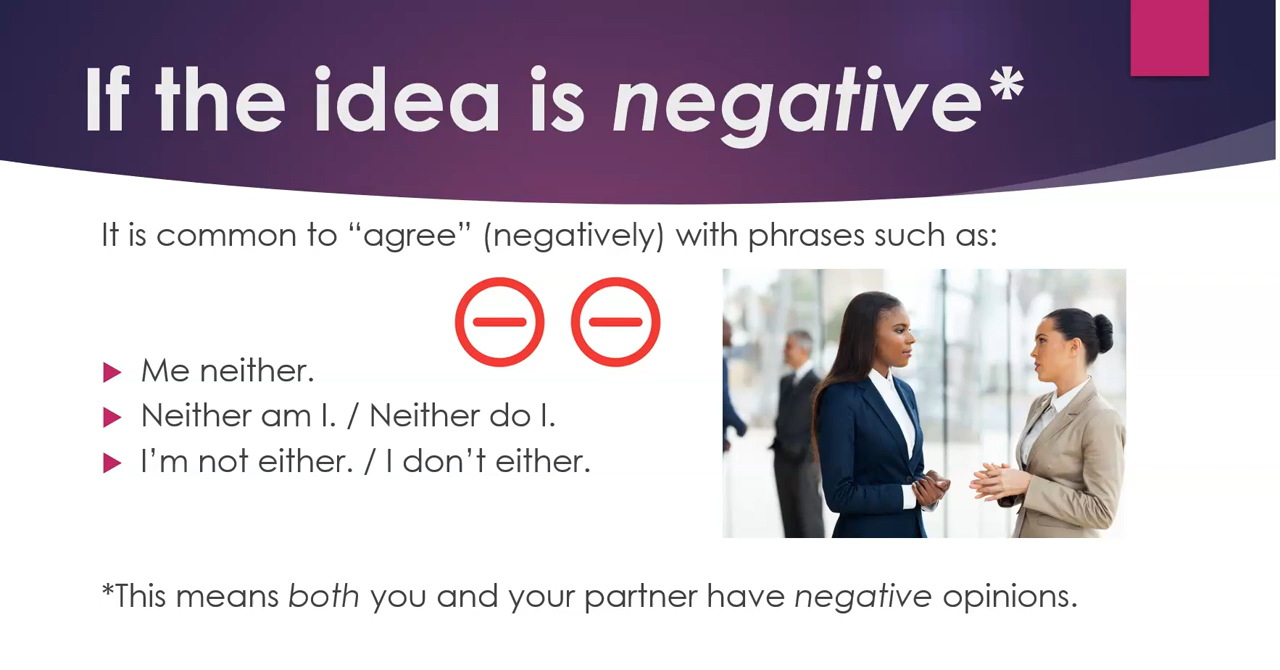 If the idea is negative*
It is common to “agree” (negatively) with phrases such as:
Me neither.
Neither am I. / Neither do I.
I’m not either. / I don’t either.
*This means both you and your partner have negative opinions.